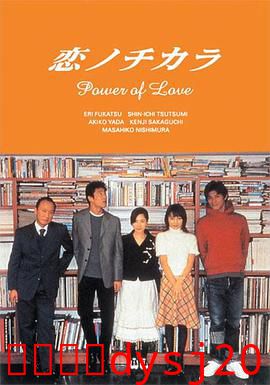 恋ノチカラ
Power of Love
ERI FUKATSU SHIN-ICHI TSUTSUMI
AKIKO YADA KENJI SAKAGUCHI
MASAHIKO NISHIMURA
dysj20